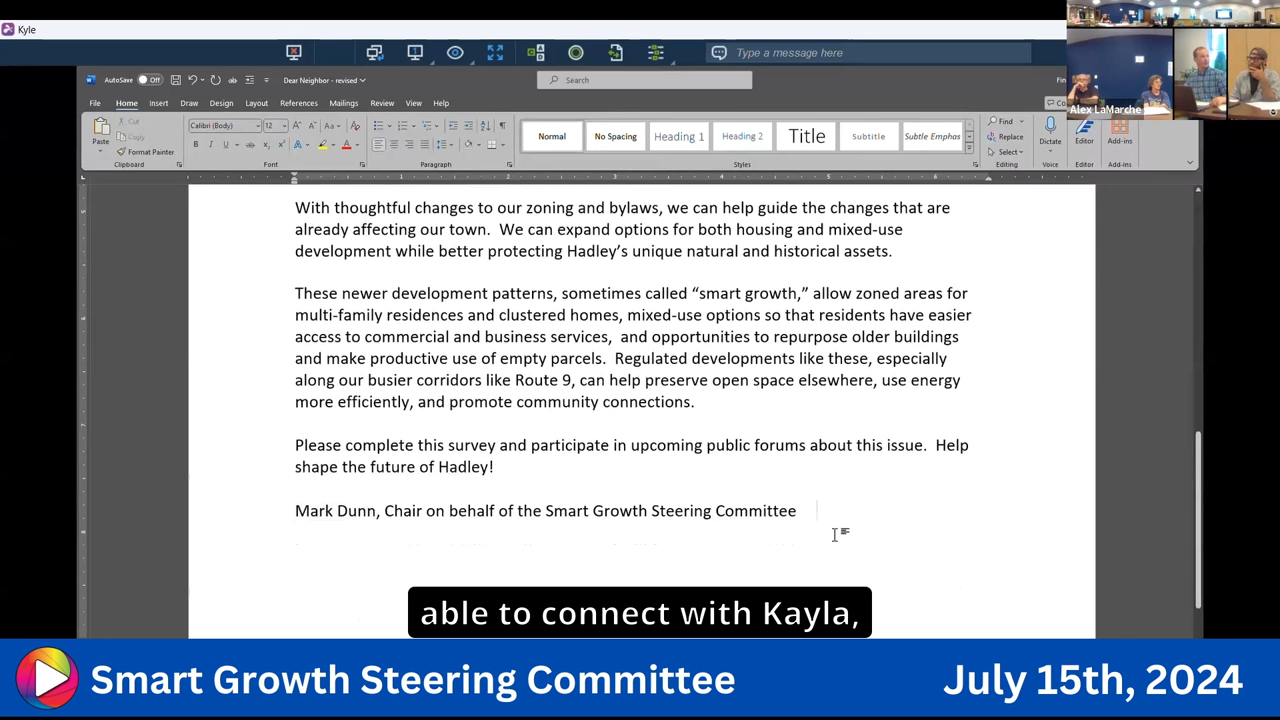 Kyle
Type a message here
AutoSave Off
Dear Neighbor - revised
Search
Alex LaMarche
File Home Insert Draw Design Layout References Mailings Review View Help
Cut
Copy
Paste
Format Painter
Calibri (Body) 12
Normal
No Spacing
Heading 1
Heading 2
Title
Subtitle
Subtle Emphas
Find
Replace
Select
Dictate
Editor
Add-ins
Clipboard
Font
Paragraph
Styles
Editing
Voice
Editor
Add-ins
With thoughtful changes to our zoning and bylaws, we can help guide the changes that are
already affecting our town. We can expand options for both housing and mixed-use
development while better protecting Hadley’s unique natural and historical assets.
These newer development patterns, sometimes called “smart growth,” allow zoned areas for
multi-family residences and clustered homes, mixed-use options so that residents have easier
access to commercial and business services, and opportunities to repurpose older buildings
and make productive use of empty parcels. Regulated developments like these, especially
along our busier corridors like Route 9, can help preserve open space elsewhere, use energy
more efficiently, and promote community connections.
Please complete this survey and participate in upcoming public forums about this issue. Help
shape the future of Hadley!
Mark Dunn, Chair on behalf of the Smart Growth Steering Committee
able to connect with Kayla,
Smart Growth Steering Committee
July 15th, 2024